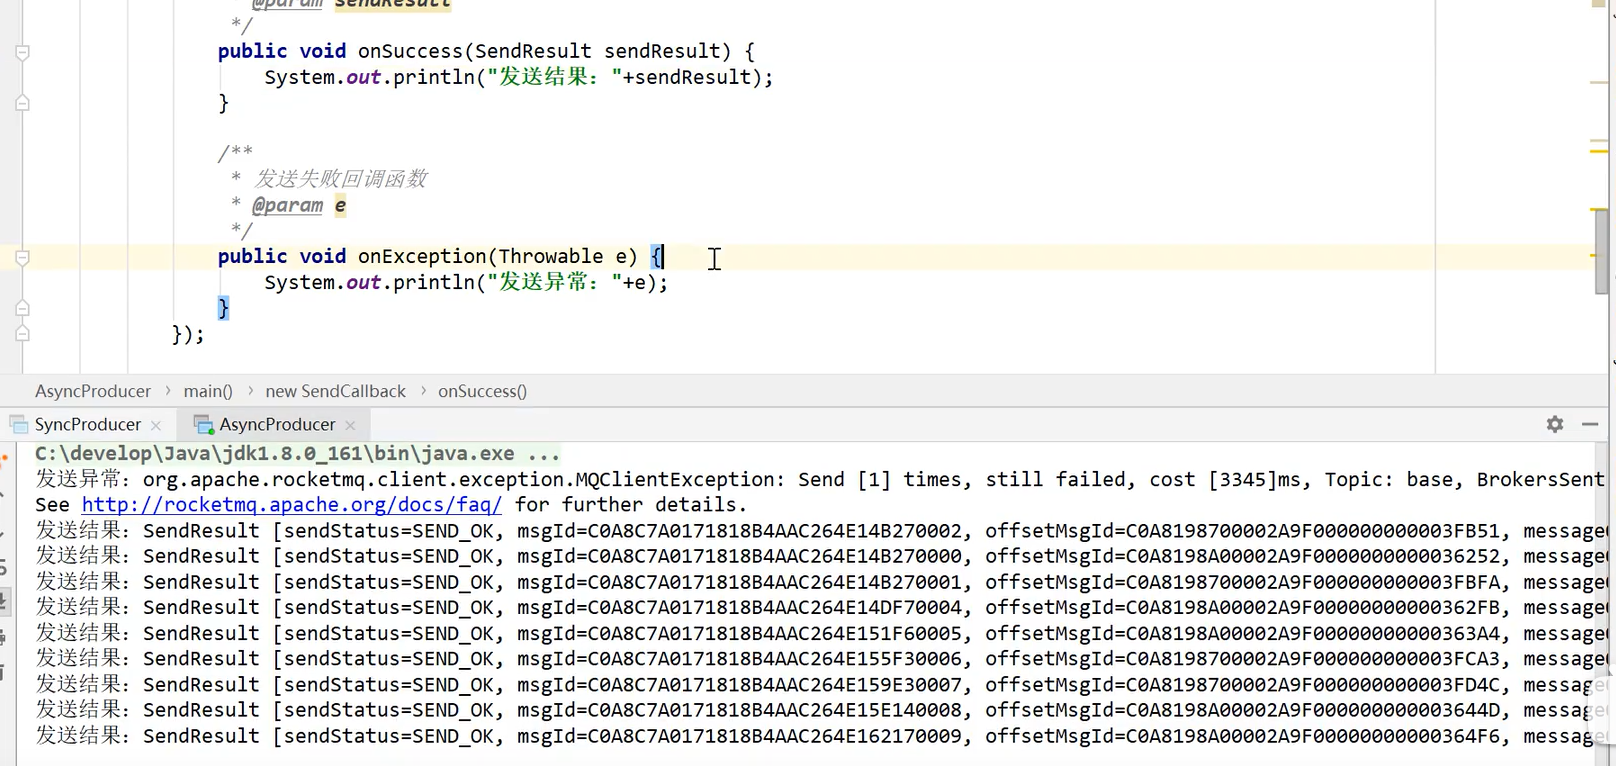 * @param sendResult
*/
public void onSuccess(SendResult sendResult) {
System.out.println("发送结果："+sendResult);
}
/**
* 发送失败回调函数
* @param e
*/
public void onException(Throwable e) {
System.out.println("发送异常："+e);
}
});
AsyncProducer › main() › new SendCallback › onSuccess()
SyncProducer × AsyncProducer ×
C:\develop\Java\jdk1.8.0_161\bin\java.exe ...
发送异常：org.apache.rocketmq.client.exception.MQClientException: Send [1] times, still failed, cost [3345]ms, Topic: base, BrokersSent
See http://rocketmq.apache.org/docs/faq/ for further details.
发送结果：SendResult [sendStatus=SEND_OK, msgId=C0A8C7A0171818B4AAC264E14B270002, offsetMsgId=C0A8198700002A9F000000000003FB51, message
发送结果：SendResult [sendStatus=SEND_OK, msgId=C0A8C7A0171818B4AAC264E14B270000, offsetMsgId=C0A8198A00002A9F0000000000036252, message
发送结果：SendResult [sendStatus=SEND_OK, msgId=C0A8C7A0171818B4AAC264E14B270001, offsetMsgId=C0A8198700002A9F000000000003FBFA, message
发送结果：SendResult [sendStatus=SEND_OK, msgId=C0A8C7A0171818B4AAC264E14DF70004, offsetMsgId=C0A8198A00002A9F00000000000362FB, message
发送结果：SendResult [sendStatus=SEND_OK, msgId=C0A8C7A0171818B4AAC264E151F60005, offsetMsgId=C0A8198A00002A9F00000000000363A4, message
发送结果：SendResult [sendStatus=SEND_OK, msgId=C0A8C7A0171818B4AAC264E155F30006, offsetMsgId=C0A8198700002A9F000000000003FCA3, message
发送结果：SendResult [sendStatus=SEND_OK, msgId=C0A8C7A0171818B4AAC264E159E30007, offsetMsgId=C0A8198700002A9F000000000003FD4C, message
发送结果：SendResult [sendStatus=SEND_OK, msgId=C0A8C7A0171818B4AAC264E15E140008, offsetMsgId=C0A8198A00002A9F000000000003644D, message
发送结果：SendResult [sendStatus=SEND_OK, msgId=C0A8C7A0171818B4AAC264E162170009, offsetMsgId=C0A8198A00002A9F00000000000364F6, message